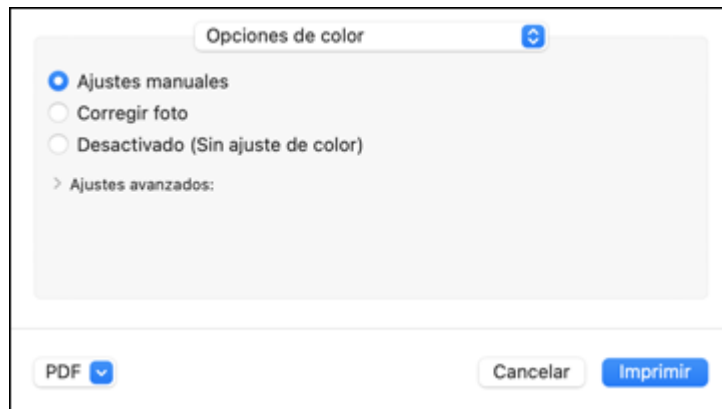 Opciones de color
Ajustes manuales
Corregir foto
Desactivado (Sin ajuste de color)
Ajustes avanzados:
PDF
Cancelar
Imprimir